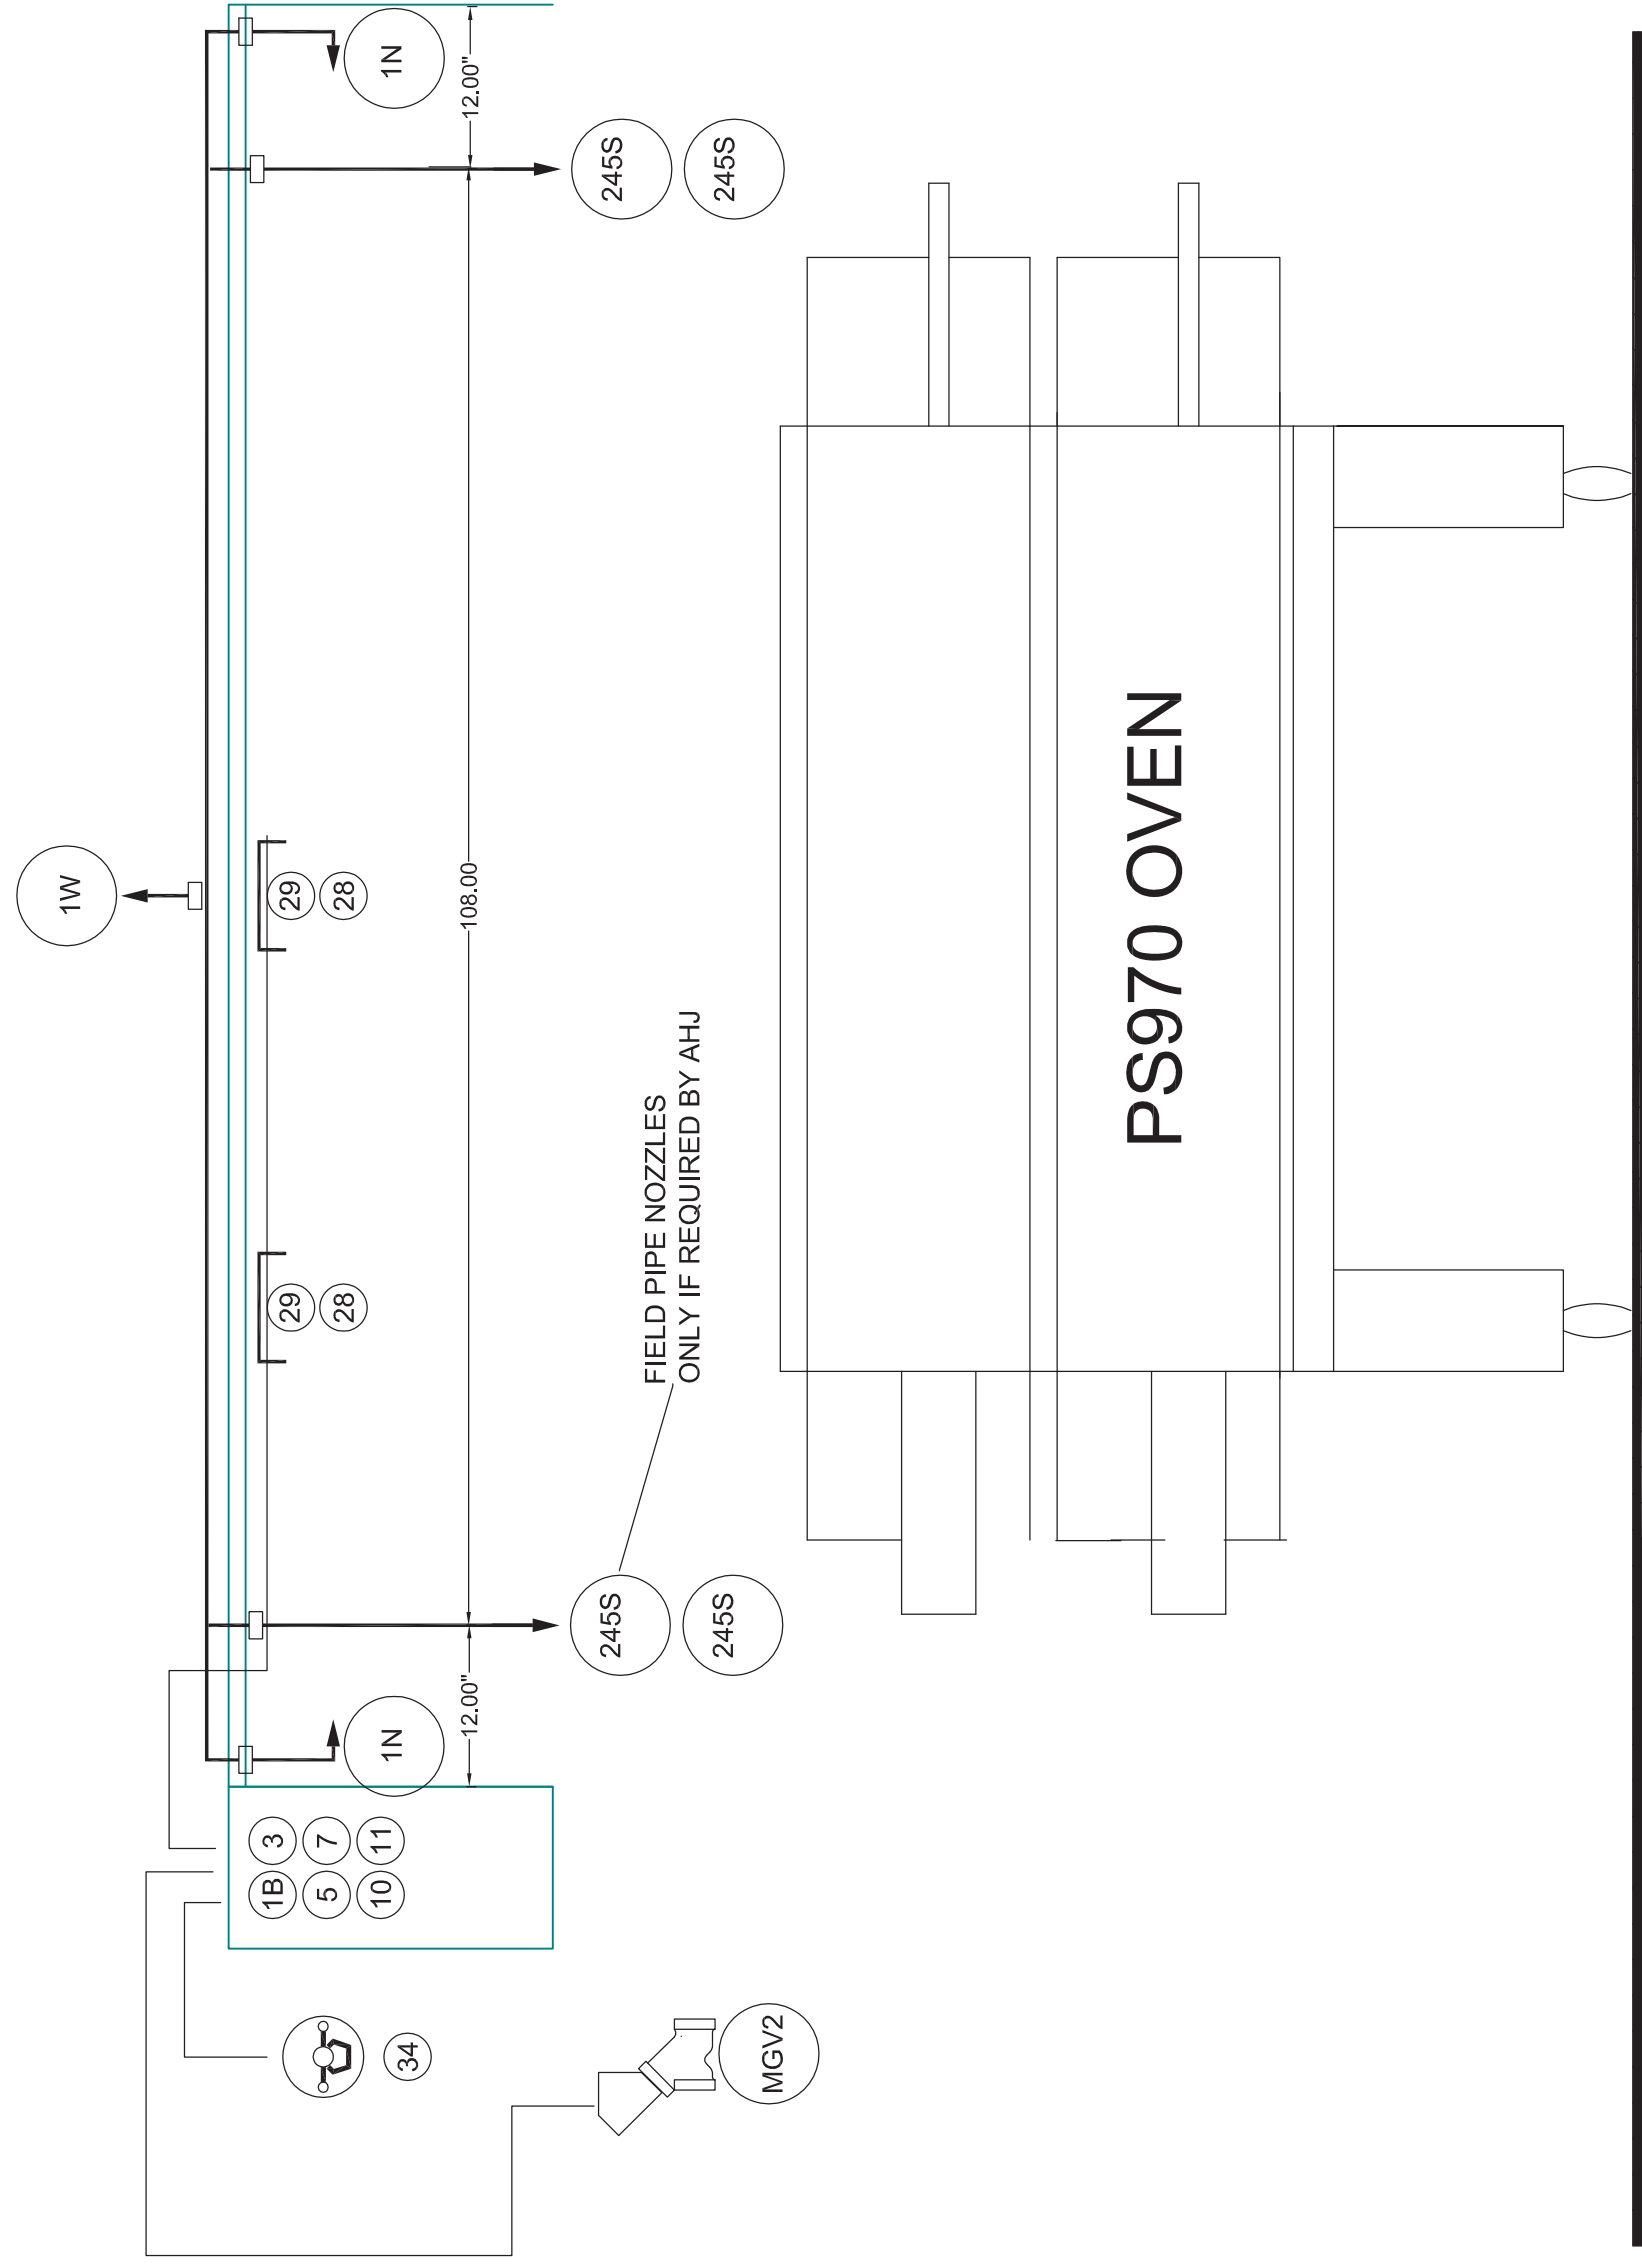 1W
1N
1N
29
28
29
28
3
7
11
1B
5
10
34
MGV2
12.00"
108.00
12.00"
245S
245S
245S
245S
FIELD PIPE NOZZLES
ONLY IF REQUIRED BY AHJ
PS970 OVEN